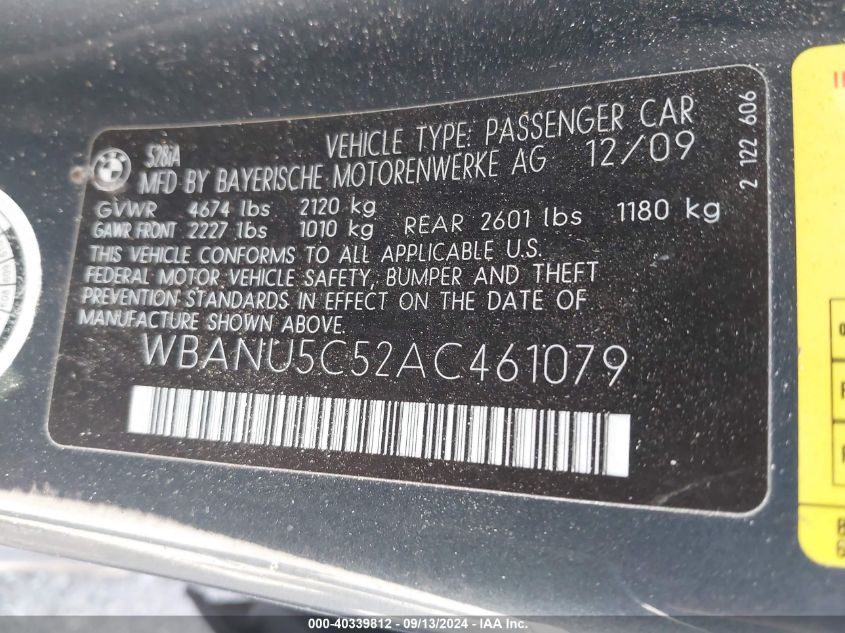 528iA VEHICLE TYPE: PASSENGER CAR
MFD BY BAYERISCHE MOTORENWERKE AG 12/09
GVWR 4674 lbs 2120 kg
GAWR FRONT 2227 lbs 1010 kg REAR 2601 lbs 1180 kg
THIS VEHICLE CONFORMS TO ALL APPLICABLE U.S.
FEDERAL MOTOR VEHICLE SAFETY, BUMPER AND THEFT
PREVENTION STANDARDS IN EFFECT ON THE DATE OF
MANUFACTURE SHOWN ABOVE.
WBANU5C52AC461079
2 122 606
000-40339812 - 09/13/2024 - IAA, Inc.